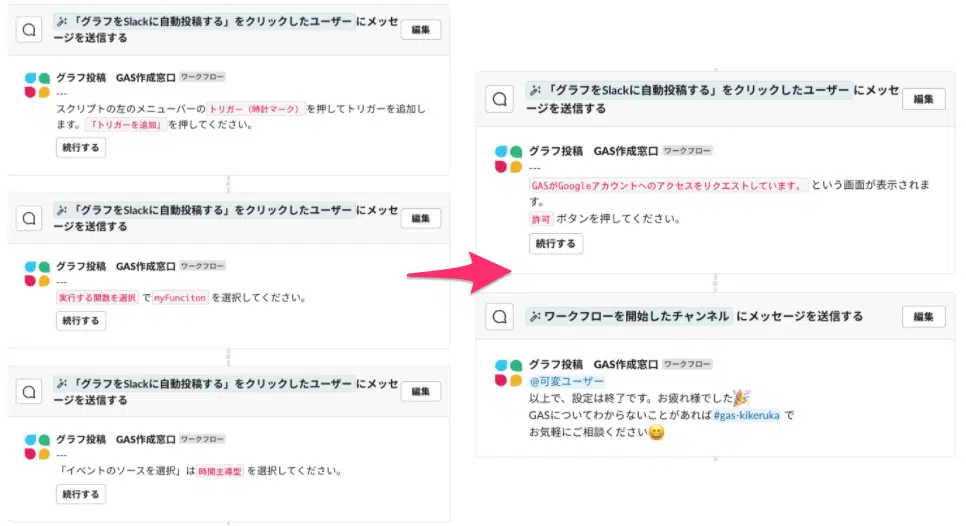 「グラフをSlackに自動投稿する」をクリックしたユーザー にメッセ
ージを送信する
編集
グラフ投稿　GAS作成窓口 ワークフロー
---
スクリプトの左のメニューバーの トリガー（時計マーク） を押してトリガーを追加し
ます。 「トリガーを追加」 を押してください。
続行する
「グラフをSlackに自動投稿する」をクリックしたユーザー にメッセ
ージを送信する
編集
グラフ投稿　GAS作成窓口 ワークフロー
---
実行する関数を選択 で myFunciton を選択してください。
続行する
「グラフをSlackに自動投稿する」をクリックしたユーザー にメッセ
ージを送信する
編集
グラフ投稿　GAS作成窓口 ワークフロー
---
「イベントのソースを選択」は 時間主導型 を選択してください。
続行する
「グラフをSlackに自動投稿する」をクリックしたユーザー にメッセ
ージを送信する
編集
グラフ投稿　GAS作成窓口 ワークフロー
---
GASがGoogleアカウントへのアクセスをリクエストしています。 という画面が表示されま
す。
許可 ボタンを押してください。
続行する
ワークフローを開始したチャンネル にメッセージを送信する
編集
グラフ投稿　GAS作成窓口 ワークフロー
@可変ユーザー
以上で、設定は終了です。お疲れ様でした🎉
GASについてわからないことがあれば #gas-kikeruka で
お気軽にご相談ください😄